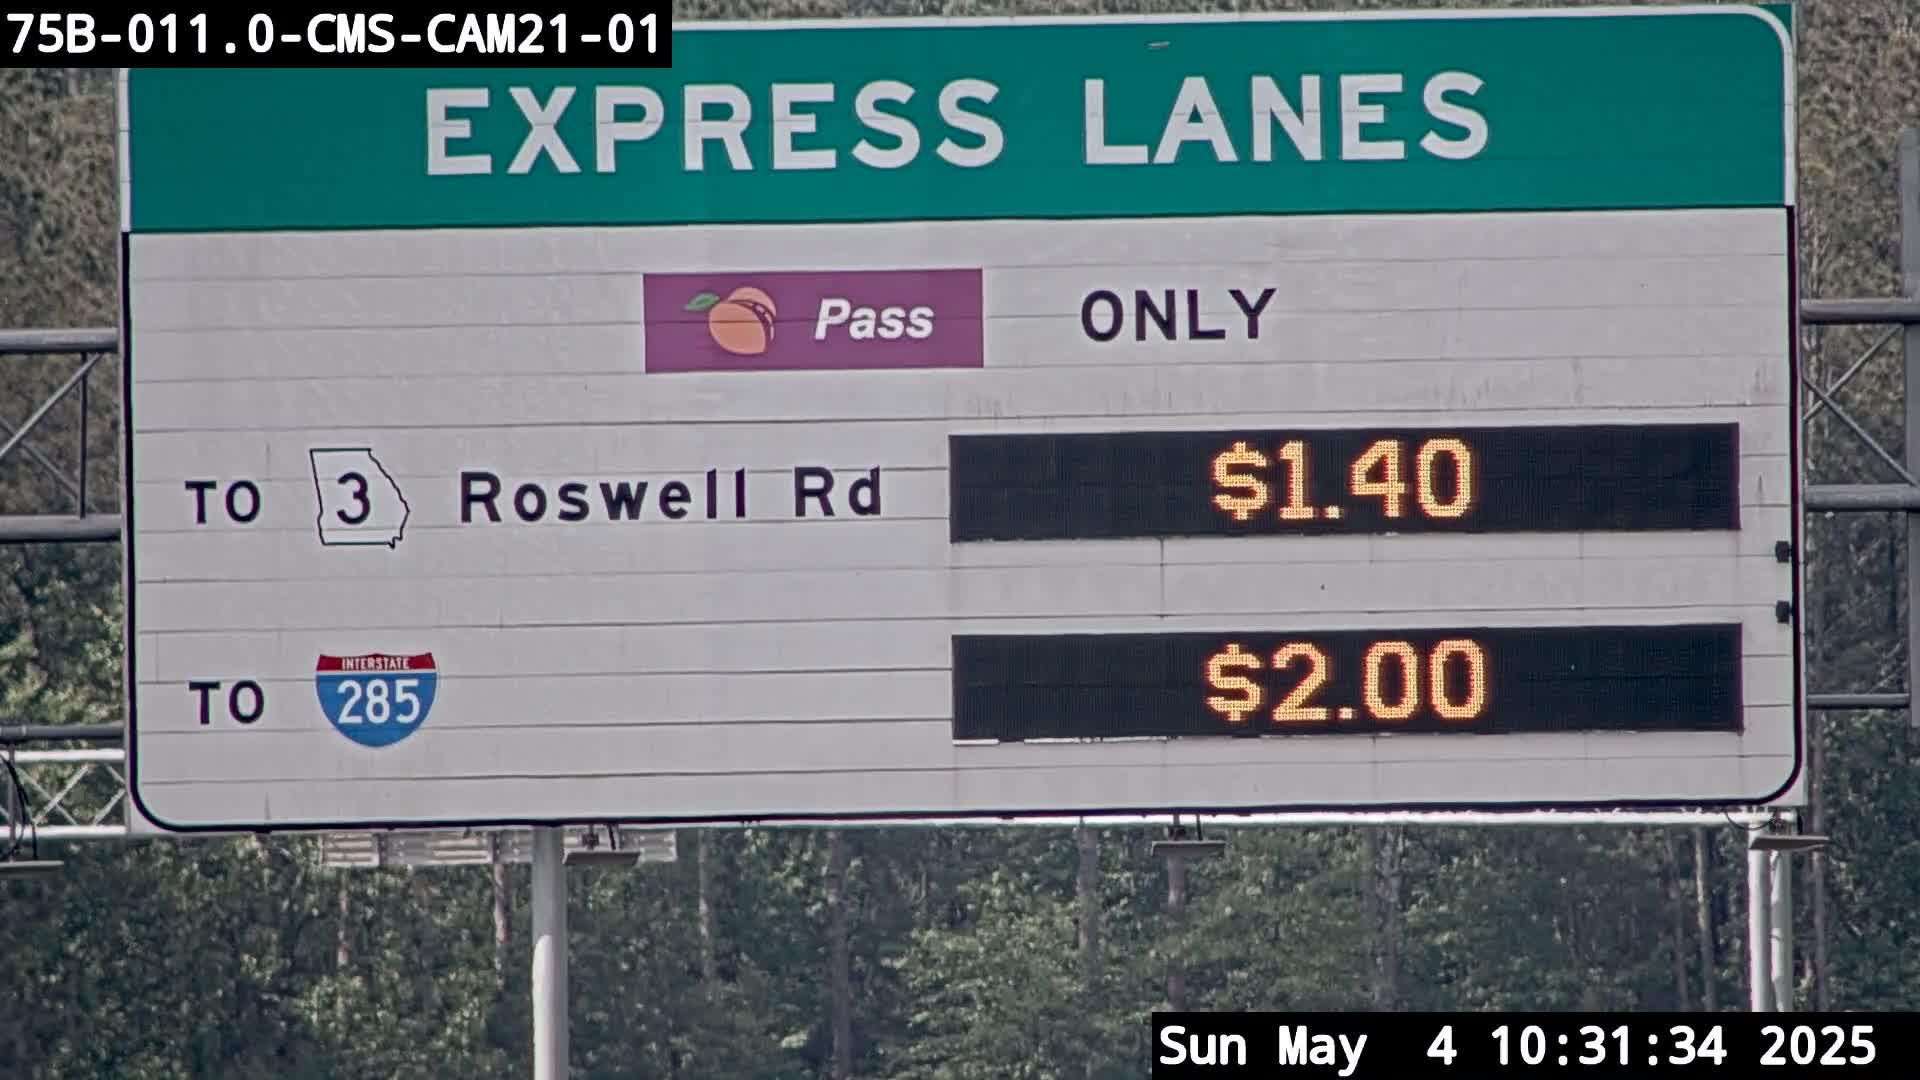 75B-011.0-CMS-CAM21-01
EXPRESS LANES
Pass ONLY
TO 3 Roswell Rd $1.40
INTERSTATE
TO 285 $2.00
Sun May 4 10:31:34 2025